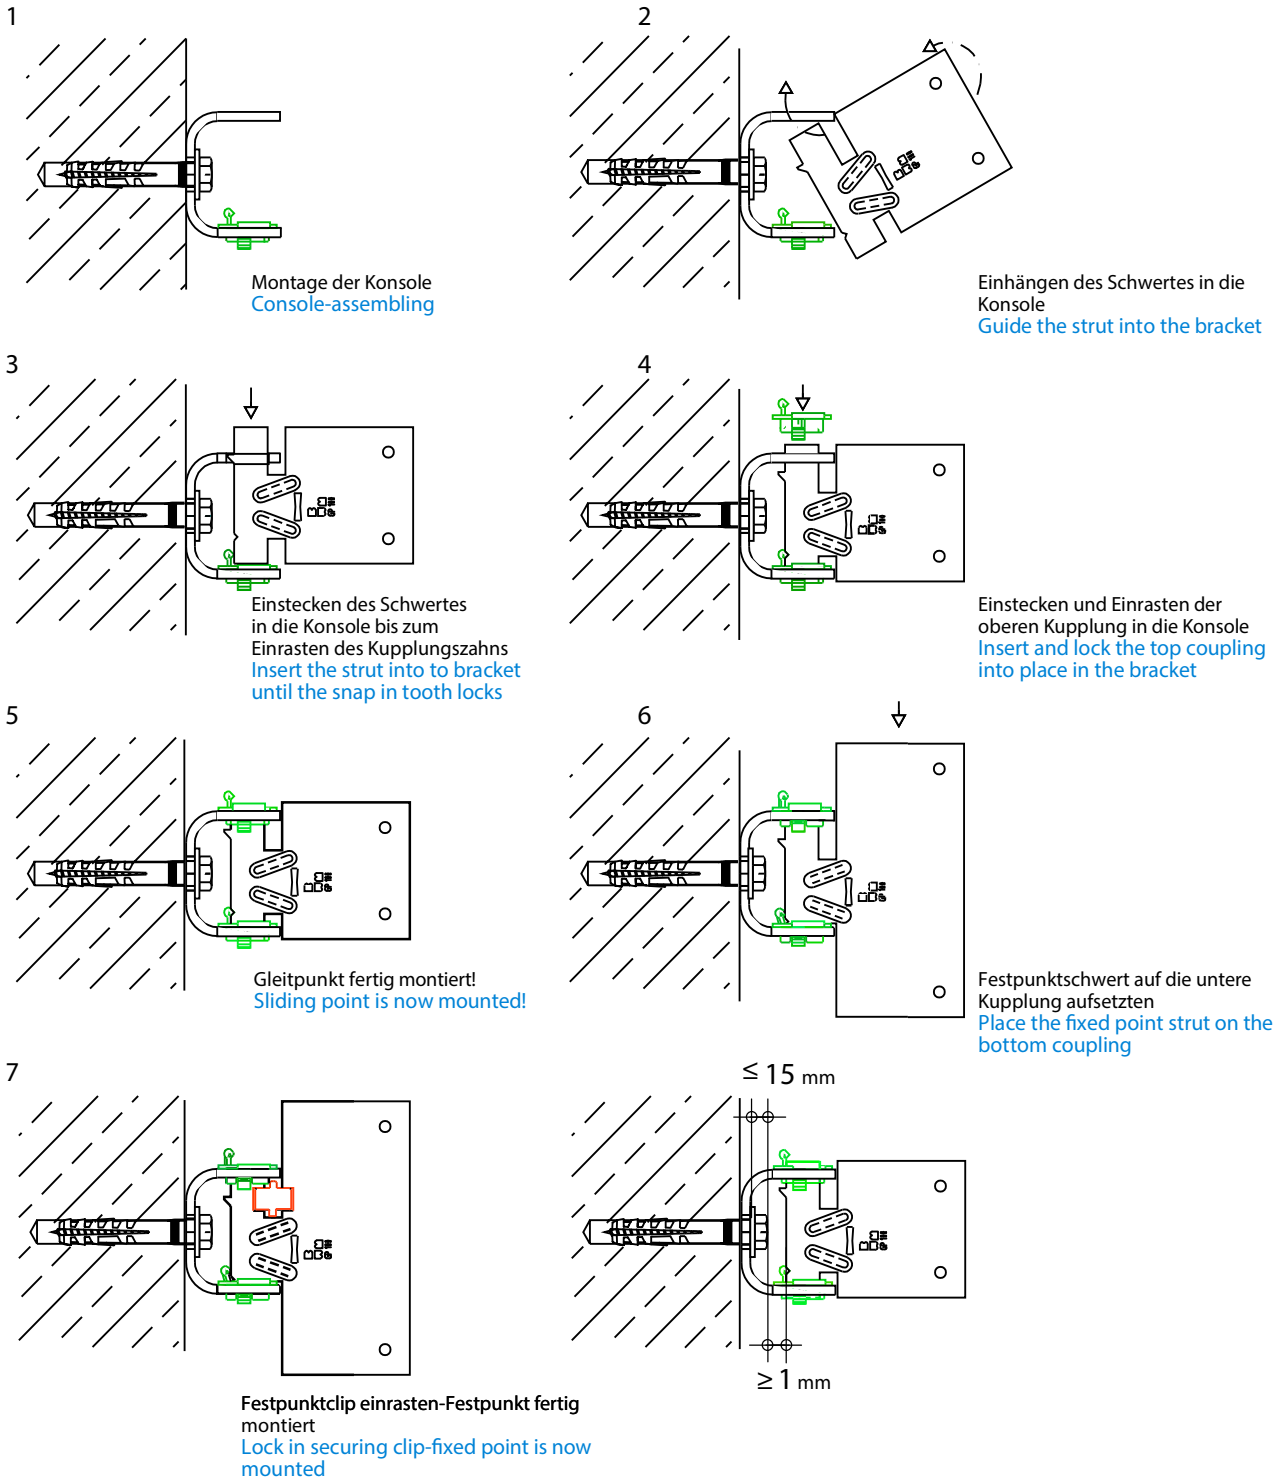 1
2
Montage der Konsole
Console-assembling
Einhängen des Schwertes in die
Konsole
Guide the strut into the bracket
3
4
Einstecken des Schwertes
in die Konsole bis zum
Einrasten des Kupplungszahns
Insert the strut into to bracket
until the snap in tooth locks
Einstecken und Einrasten der
oberen Kupplung in die Konsole
Insert and lock the top coupling
into place in the bracket
5
6
Gleitpunkt fertig montiert!
Sliding point is now mounted!
Festpunktschwert auf die untere
Kupplung aufsetzten
Place the fixed point strut on the
bottom coupling
7
≤ 15 mm
≥ 1 mm
Festpunktclip einrasten-Festpunkt fertig
montiert
Lock in securing clip-fixed point is now
mounted